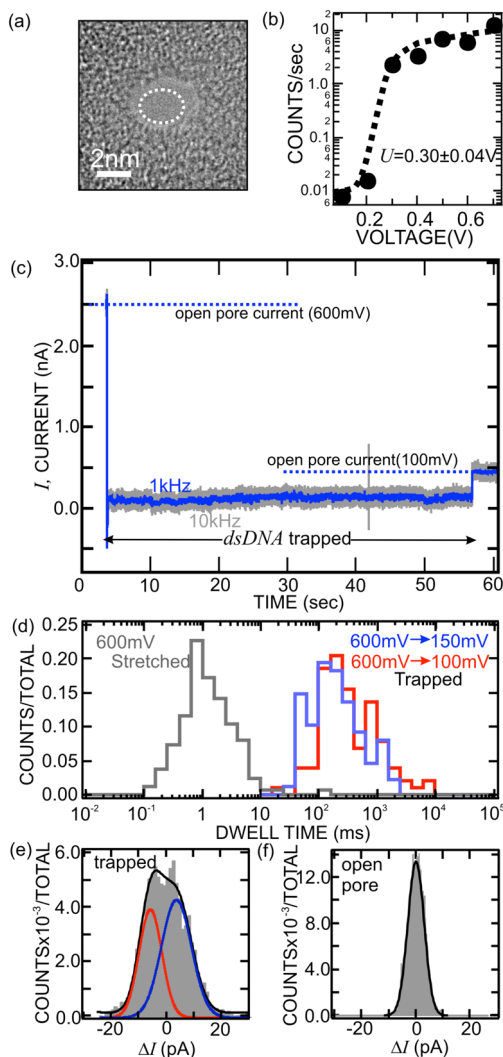 (a)
2nm
(b)
COUNTS/sec
6
4
2
10.0
6
4
2
1.0
6
4
2
0.1
6
4
2
0.01
6
U=0.30±0.04V
0.2 0.4 0.6
VOLTAGE(V)
(c)
I, CURRENT (nA)
3.0
2.0
1.0
0.0
open pore current (600mV)
open pore current(100mV)
1kHz
10kHz
dsDNA trapped
0 10 20 30 40 50 60
TIME (sec)
(d)
COUNTS/TOTAL
0.25
0.20
0.15
0.10
0.05
0.00
600mV
Stretched
600mV→150mV
600mV→100mV
Trapped
10⁻² 10⁻¹ 1 10 10² 10³ 10⁴ 10⁵
DWELL TIME (ms)
(e)
COUNTSx10⁻³/TOTAL
6.0
4.0
2.0
0.0
trapped
-20 0 20
ΔI (pA)
(f)
COUNTSx10⁻³/TOTAL
12.0
8.0
4.0
0.0
open
pore
-20 0 20
ΔI (pA)